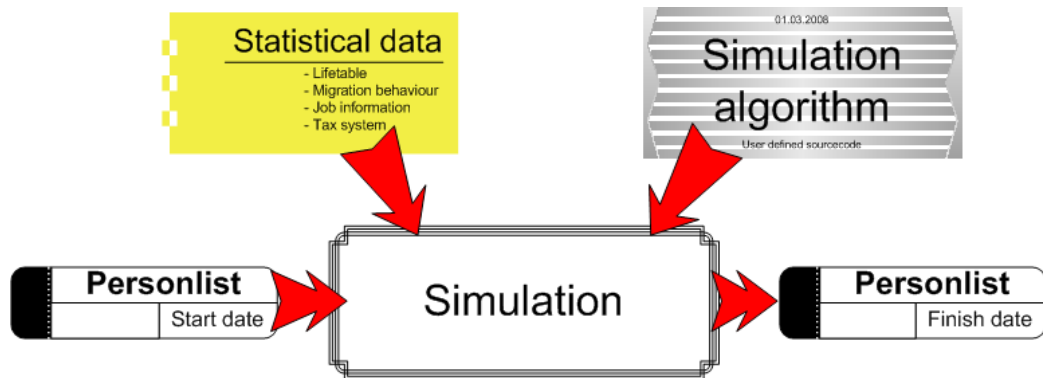 Statistical data
- Lifetable
- Migration behaviour
- Job information
- Tax system
01.03.2008
Simulation
algorithm
User defined sourcecode
Personlist
Start date
Simulation
Personlist
Finish date